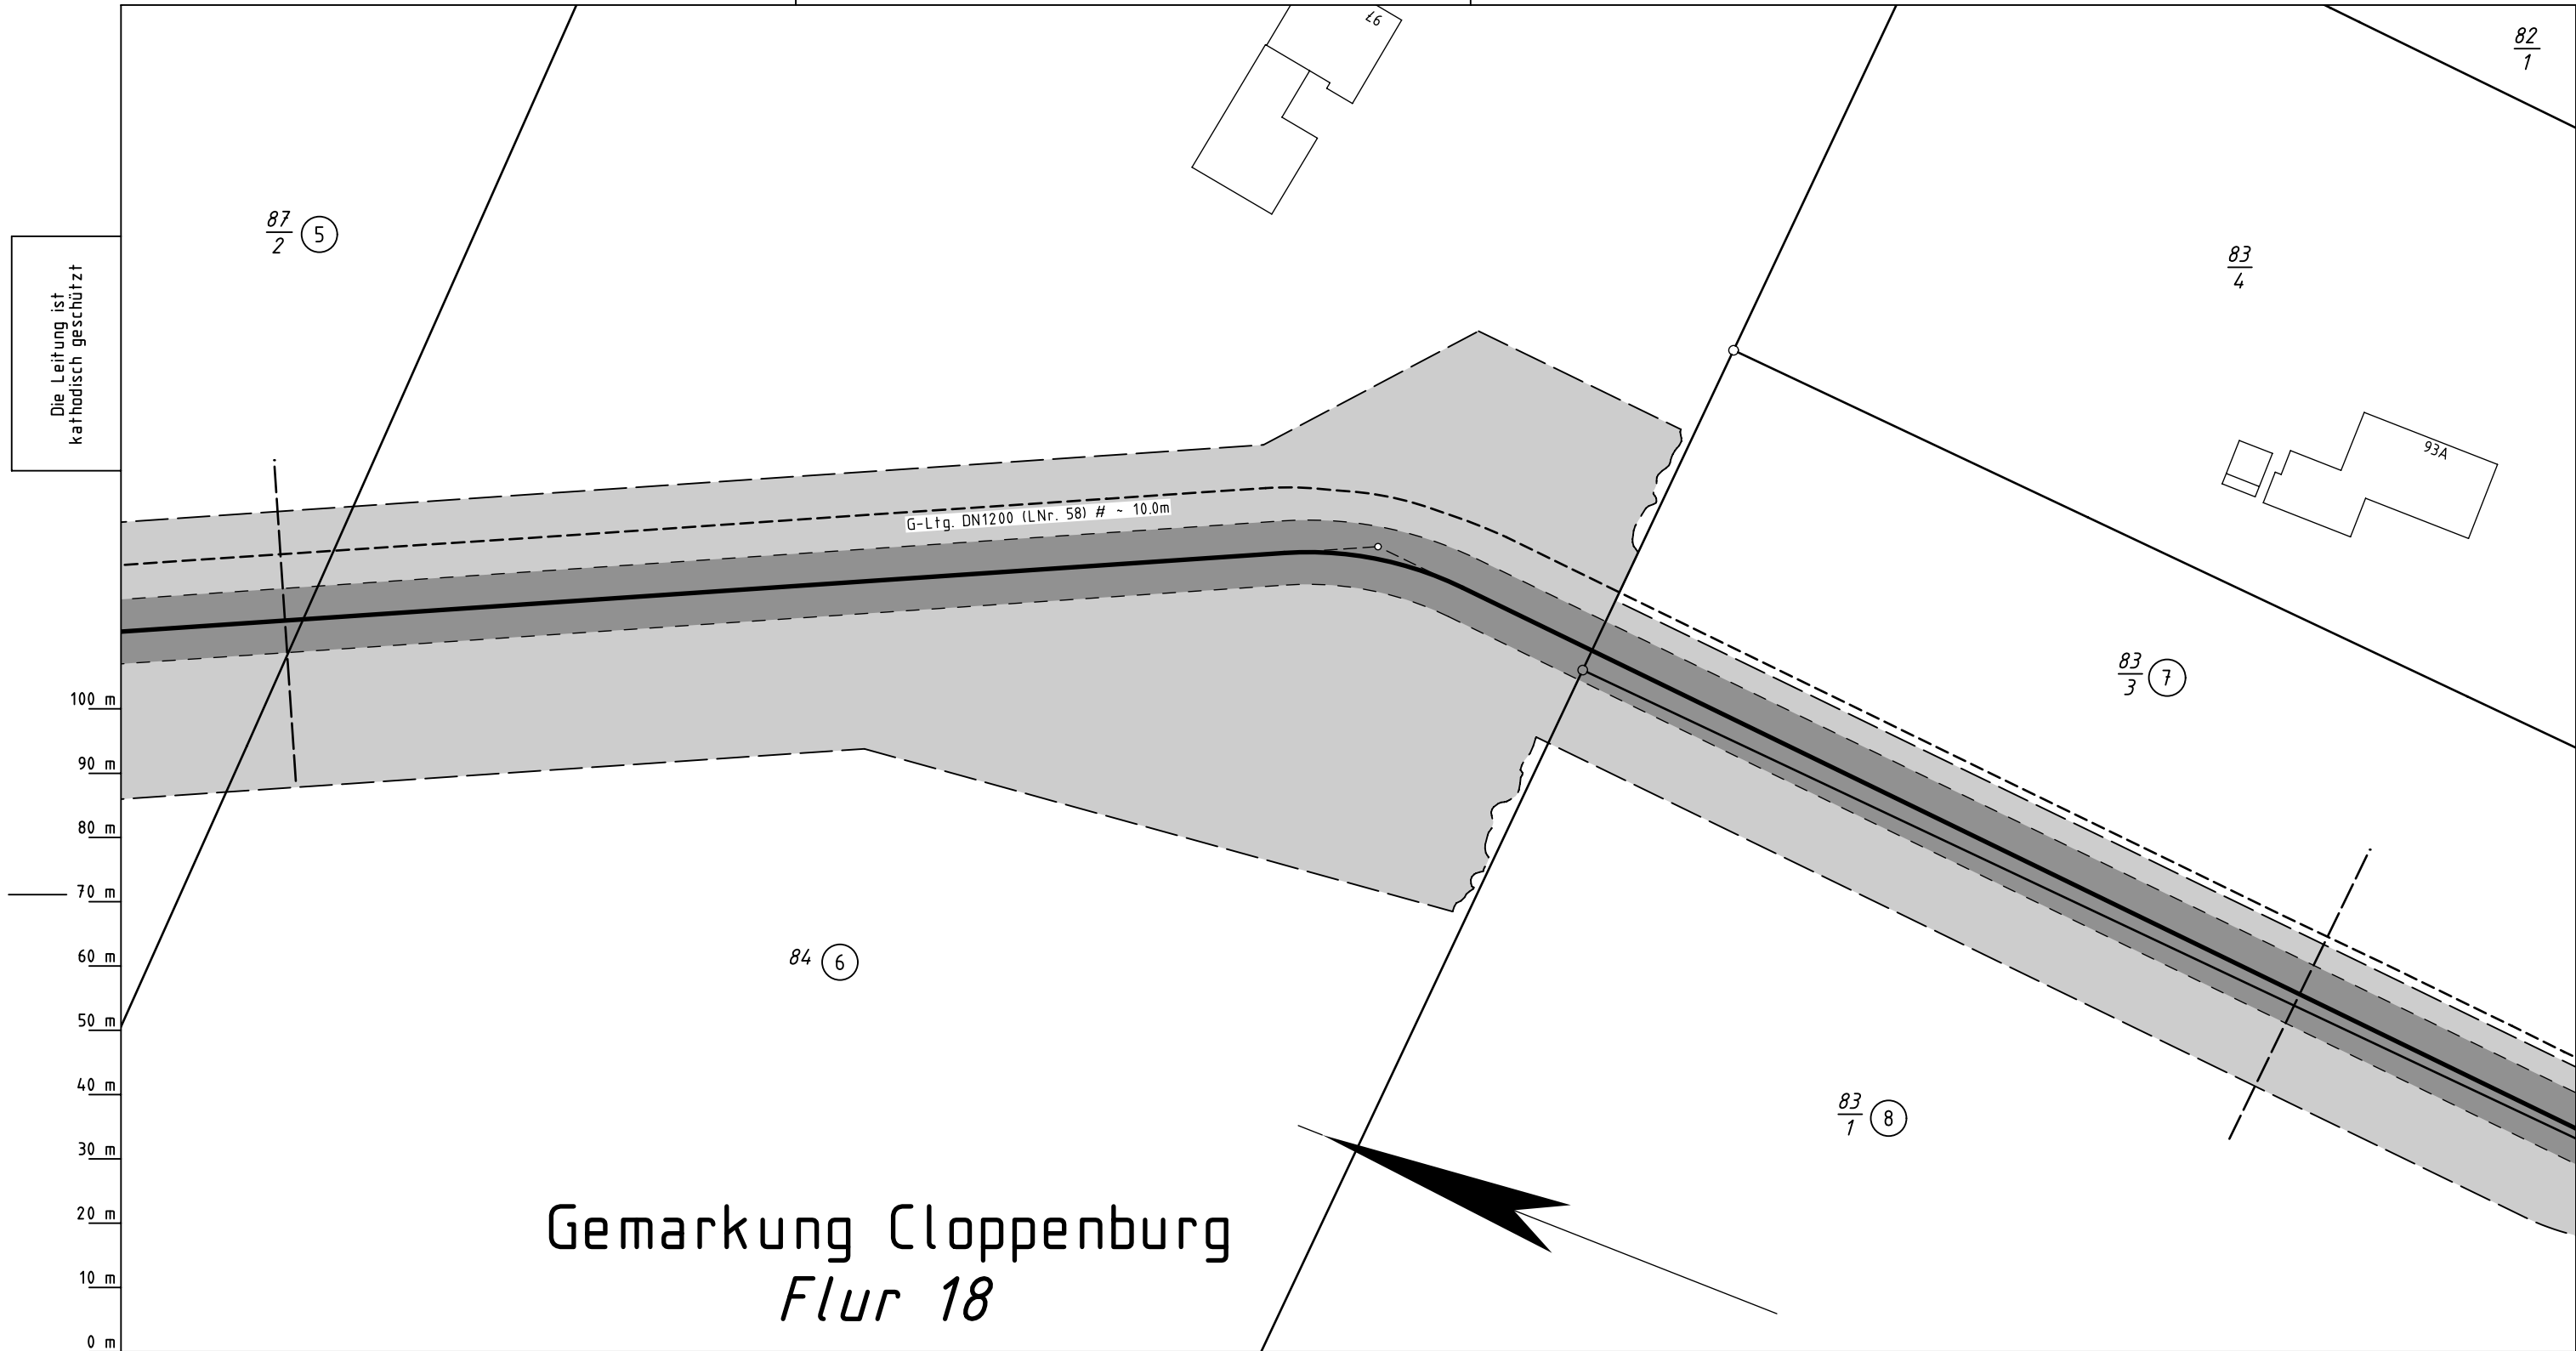 97
82
1
87
2
5
83
4
Die Leitung ist
kathodisch geschützt
93A
G-Ltg. DN1200 (LNr. 58) # ~ 10.0m
83
3
7
100 m
90 m
80 m
70 m
60 m
50 m
40 m
30 m
20 m
10 m
0 m
84 6
83
1
8
Gemarkung Cloppenburg
Flur 18